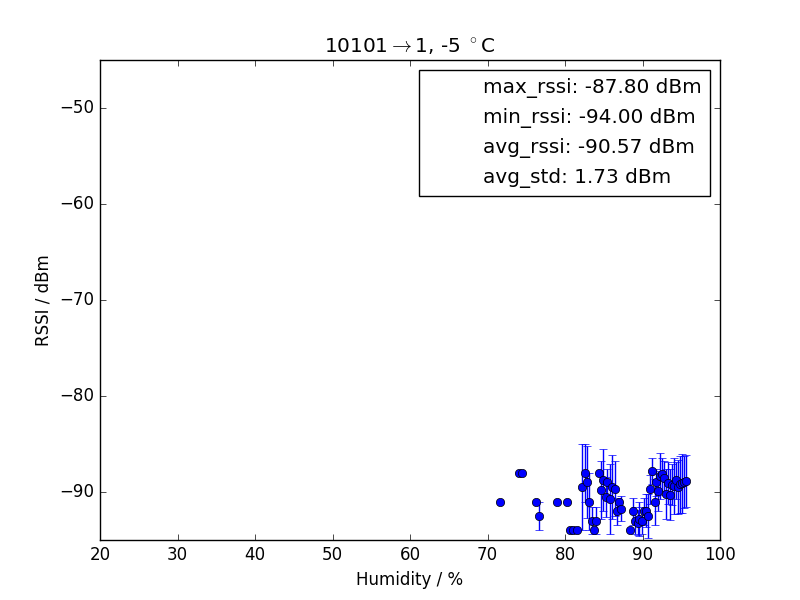 10101→1, -5 °C
max_rssi: -87.80 dBm
min_rssi: -94.00 dBm
avg_rssi: -90.57 dBm
avg_std: 1.73 dBm
−50
−60
−70
−80
−90
RSSI / dBm
20 30 40 50 60 70 80 90 100
Humidity / %